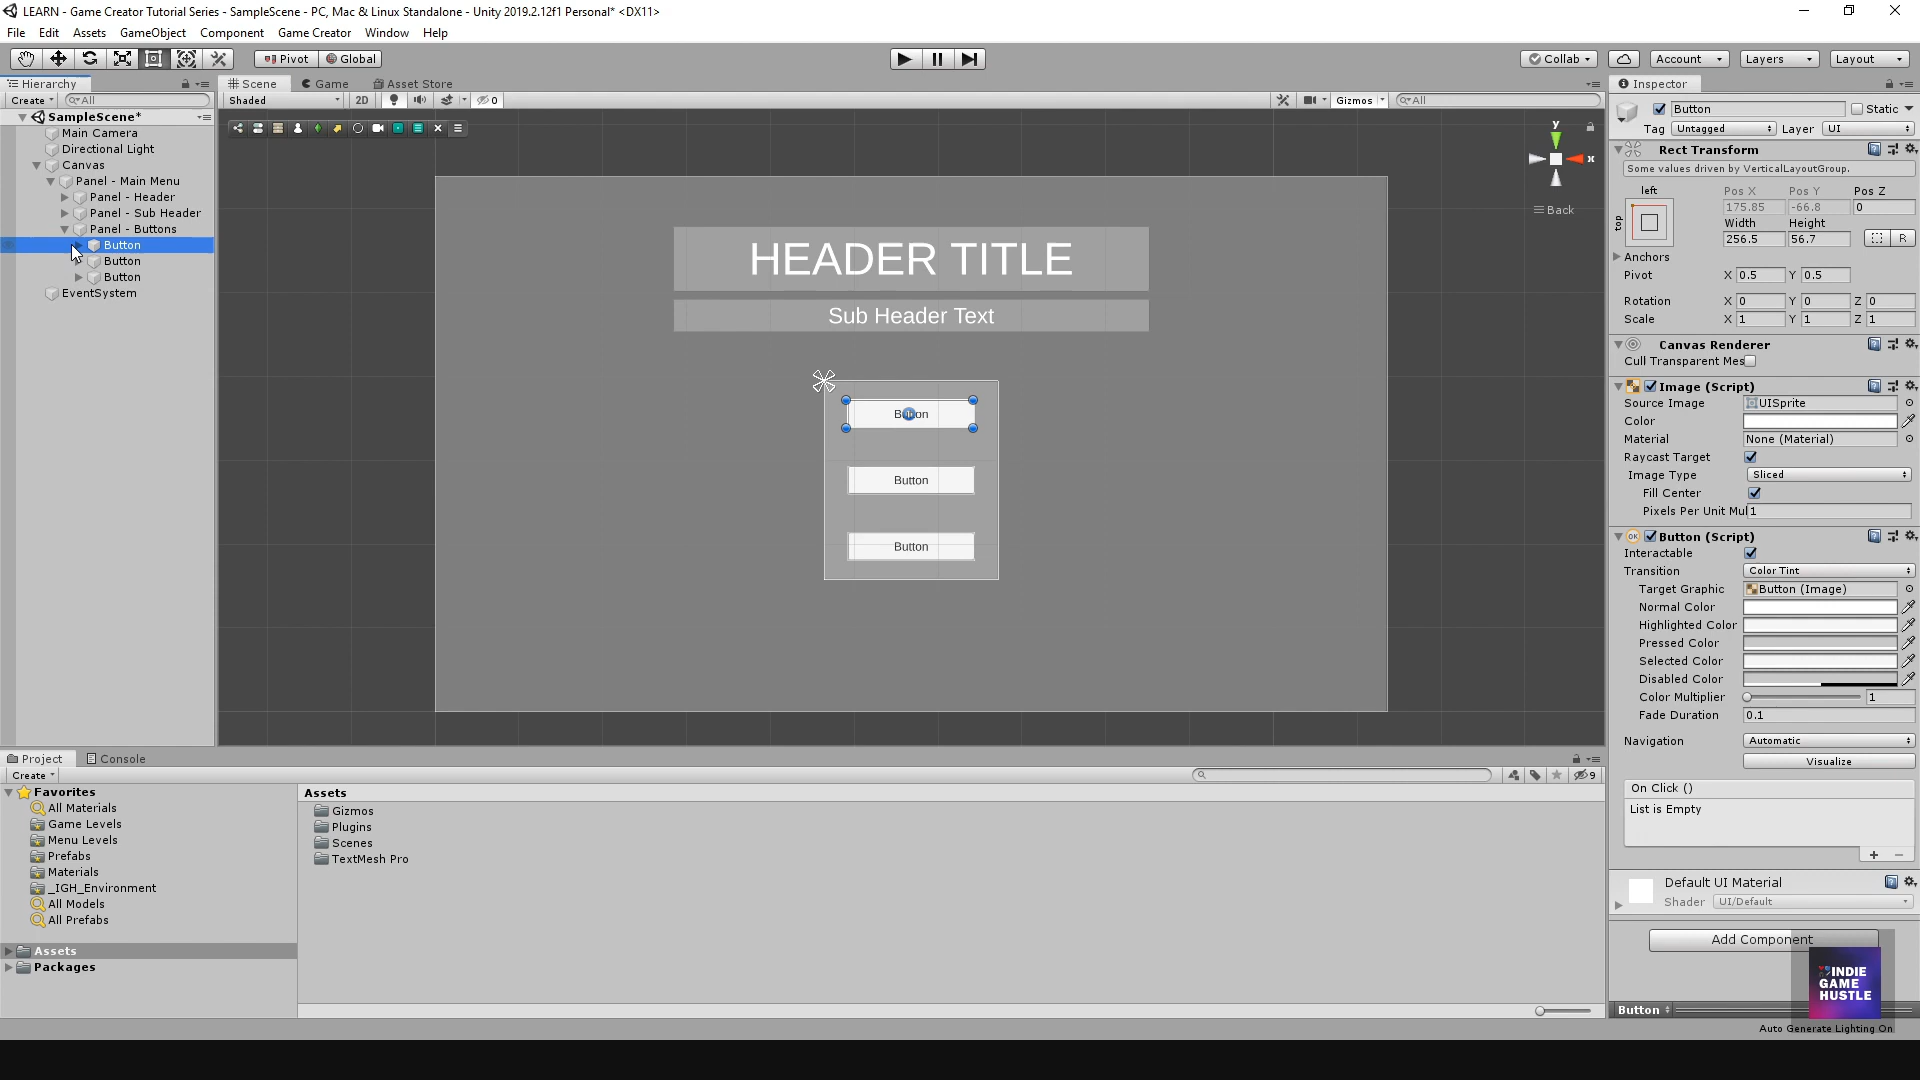 LEARN - Game Creator Tutorial Series - SampleScene - PC, Mac & Linux Standalone - Unity 2019.2.12f1 Personal* <DX11>
File Edit Assets GameObject Component Game Creator Window Help
Pivot Global Collab Account Layers Layout
Hierarchy
Create All
SampleScene*
Main Camera
Directional Light
Canvas
Panel - Main Menu
Panel - Header
Panel - Sub Header
Panel - Buttons
Button
Button
Button
EventSystem
Scene Game Asset Store
Shaded 2D 0 Gizmos All
y
x
Back
HEADER TITLE
Sub Header Text
Button
Button
Button
Inspector
Button Static
Tag Untagged Layer UI
Rect Transform
Some values driven by VerticalLayoutGroup.
left Pos X Pos Y Pos Z
top 175.85 -66.8 0
Width Height
256.5 56.7 R
Anchors
Pivot X 0.5 Y 0.5
Rotation X 0 Y 0 Z 0
Scale X 1 Y 1 Z 1
Canvas Renderer
Cull Transparent Mes
Image (Script)
Source Image UISprite
Color
Material None (Material)
Raycast Target
Image Type Sliced
Fill Center
Pixels Per Unit Mul 1
OK Button (Script)
Interactable
Transition Color Tint
Target Graphic Button (Image)
Normal Color
Highlighted Color
Pressed Color
Selected Color
Disabled Color
Color Multiplier 1
Fade Duration 0.1
Navigation Automatic
Visualize
On Click ()
List is Empty
+ -
Default UI Material
Shader UI/Default
Add Component
INDIE
GAME
HUSTLE
Button
Auto Generate Lighting On
Project Console
Create 9
Favorites
All Materials
Game Levels
Menu Levels
Prefabs
Materials
_IGH_Environment
All Models
All Prefabs
Assets
Packages
Assets
Gizmos
Plugins
Scenes
TextMesh Pro